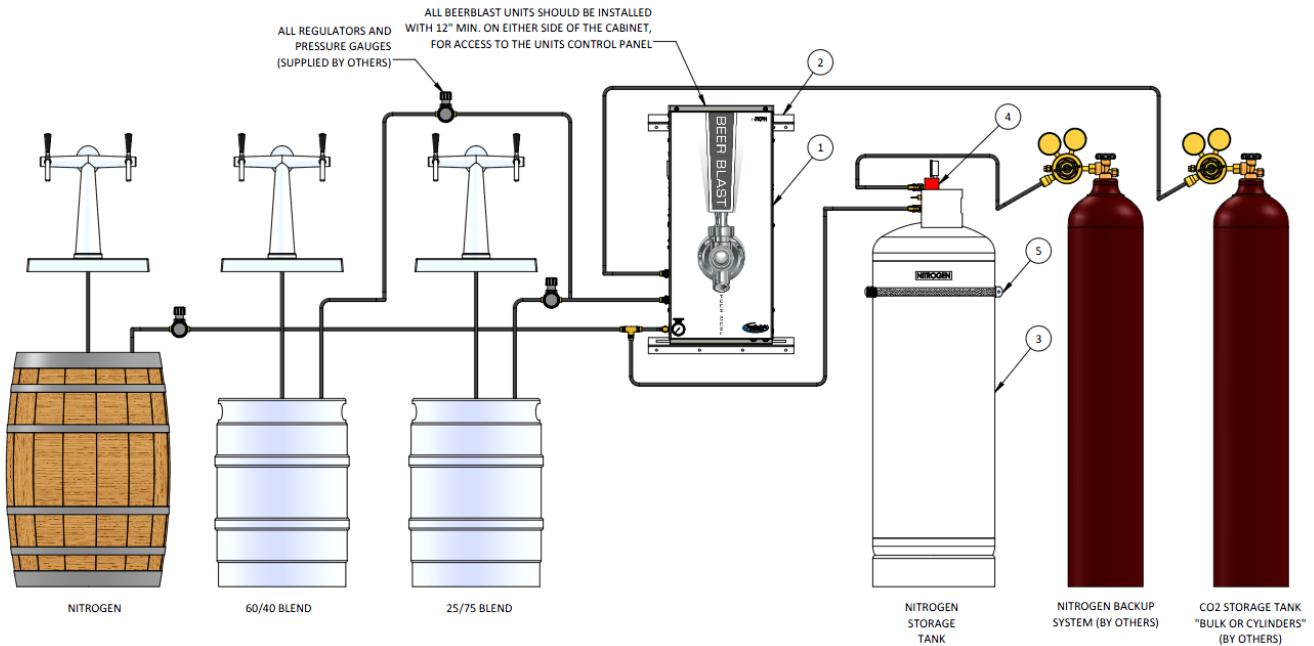 ALL BEERBLAST UNITS SHOULD BE INSTALLED
WITH 12" MIN. ON EITHER SIDE OF THE CABINET,
FOR ACCESS TO THE UNITS CONTROL PANEL
ALL REGULATORS AND
PRESSURE GAUGES
(SUPPLIED BY OTHERS)
2
1
4
5
3
BEER BLAST
NITROGEN
NITROGEN
60/40 BLEND
25/75 BLEND
NITROGEN
STORAGE
TANK
NITROGEN BACKUP
SYSTEM (BY OTHERS)
CO2 STORAGE TANK
"BULK OR CYLINDERS"
(BY OTHERS)